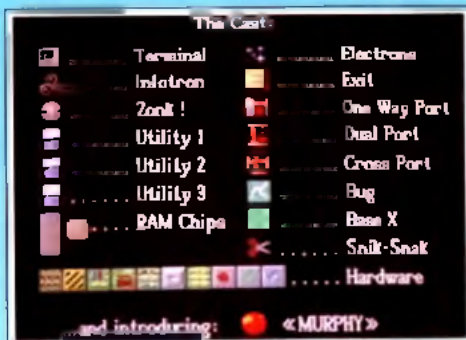 The Cast:
Terminal
Infotron
Zonk !
Utility 1
Utility 2
Utility 3
RAM Chips
Electrons
Exit
One Way Port
Dual Port
Cross Port
Bug
Base X
Snik-Snak
Hardware
...and introducing: «MURPHY»